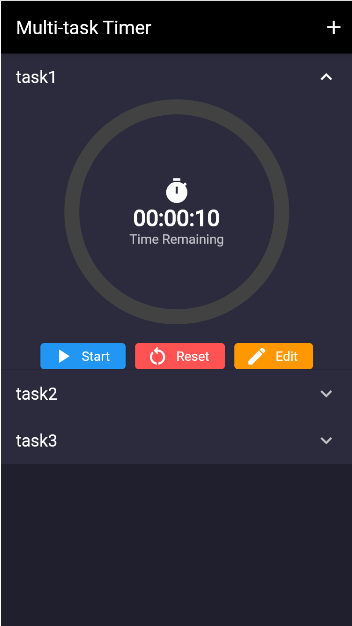 Multi-task Timer
task1
00:00:10
Time Remaining
Start Reset Edit
task2
task3